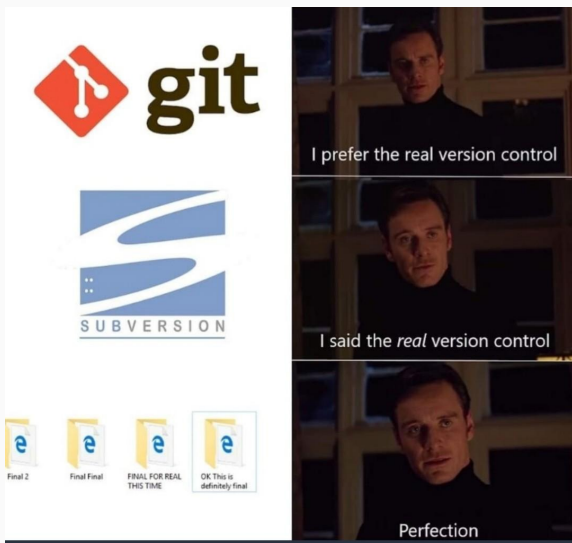 git
I prefer the real version control
SUBVERSION
I said the real version control
Final 2
Final Final
FINAL FOR REAL
THIS TIME
OK This is
definitely final
Perfection